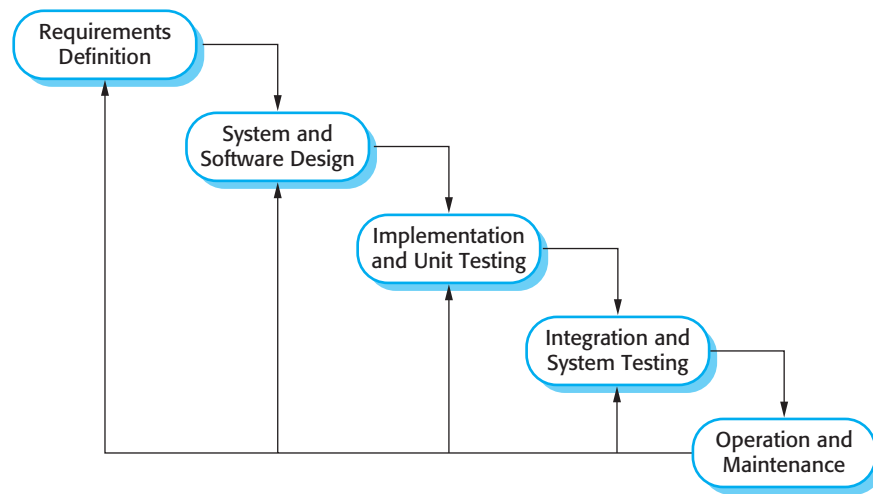 Requirements
Definition
System and
Software Design
Implementation
and Unit Testing
Integration and
System Testing
Operation and
Maintenance